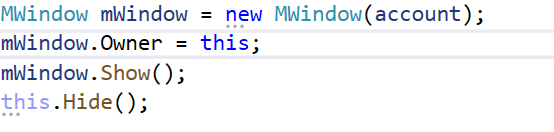 MWindow mWindow = new MWindow(account);
mWindow.Owner = this;
mWindow.Show();
this.Hide();